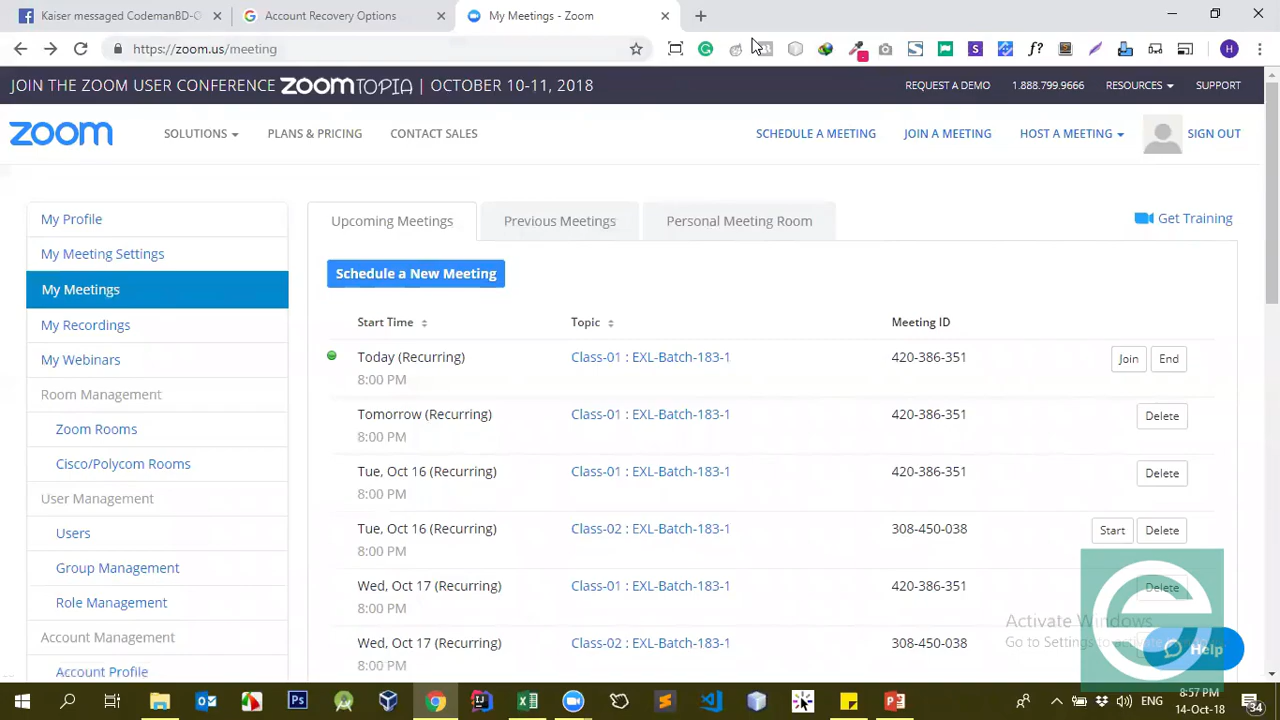 Kaiser messaged CodemanBD-O
Account Recovery Options
My Meetings - Zoom
https://zoom.us/meeting
JOIN THE ZOOM USER CONFERENCE ZOOMTOPIA | OCTOBER 10-11, 2018
REQUEST A DEMO 1.888.799.9666 RESOURCES SUPPORT
zoom SOLUTIONS PLANS & PRICING CONTACT SALES
SCHEDULE A MEETING JOIN A MEETING HOST A MEETING SIGN OUT
My Profile
My Meeting Settings
My Meetings
My Recordings
My Webinars
Room Management
Zoom Rooms
Cisco/Polycom Rooms
User Management
Users
Group Management
Role Management
Account Management
Account Profile
Upcoming Meetings Previous Meetings Personal Meeting Room
Get Training
Schedule a New Meeting
Start Time Topic Meeting ID
Today (Recurring) Class-01 : EXL-Batch-183-1 420-386-351 Join End
8:00 PM
Tomorrow (Recurring) Class-01 : EXL-Batch-183-1 420-386-351 Delete
8:00 PM
Tue, Oct 16 (Recurring) Class-01 : EXL-Batch-183-1 420-386-351 Delete
8:00 PM
Tue, Oct 16 (Recurring) Class-02 : EXL-Batch-183-1 308-450-038 Start Delete
8:00 PM
Wed, Oct 17 (Recurring) Class-01 : EXL-Batch-183-1 420-386-351 Delete
8:00 PM
Wed, Oct 17 (Recurring) Class-02 : EXL-Batch-183-1 308-450-038
8:00 PM
Activate Windows
Go to Settings to
Help
ENG
8:57 PM
14-Oct-18
34